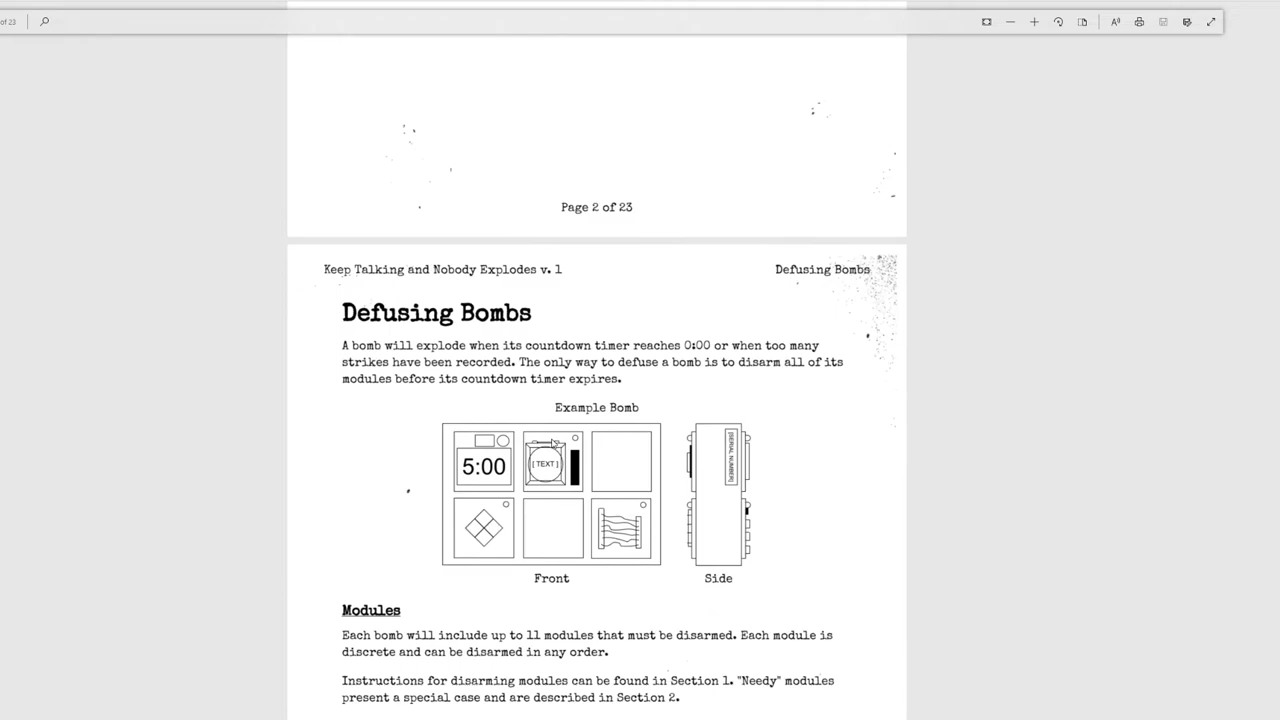 of 23
Page 2 of 23
Keep Talking and Nobody Explodes v. 1
Defusing Bombs
Defusing Bombs
A bomb will explode when its countdown timer reaches 0:00 or when too many
strikes have been recorded. The only way to defuse a bomb is to disarm all of its
modules before its countdown timer expires.
Example Bomb
5:00
[ TEXT ]
[SERIAL NUMBER]
Front
Side
Modules
Each bomb will include up to 11 modules that must be disarmed. Each module is
discrete and can be disarmed in any order.
Instructions for disarming modules can be found in Section 1. "Needy" modules
present a special case and are described in Section 2.